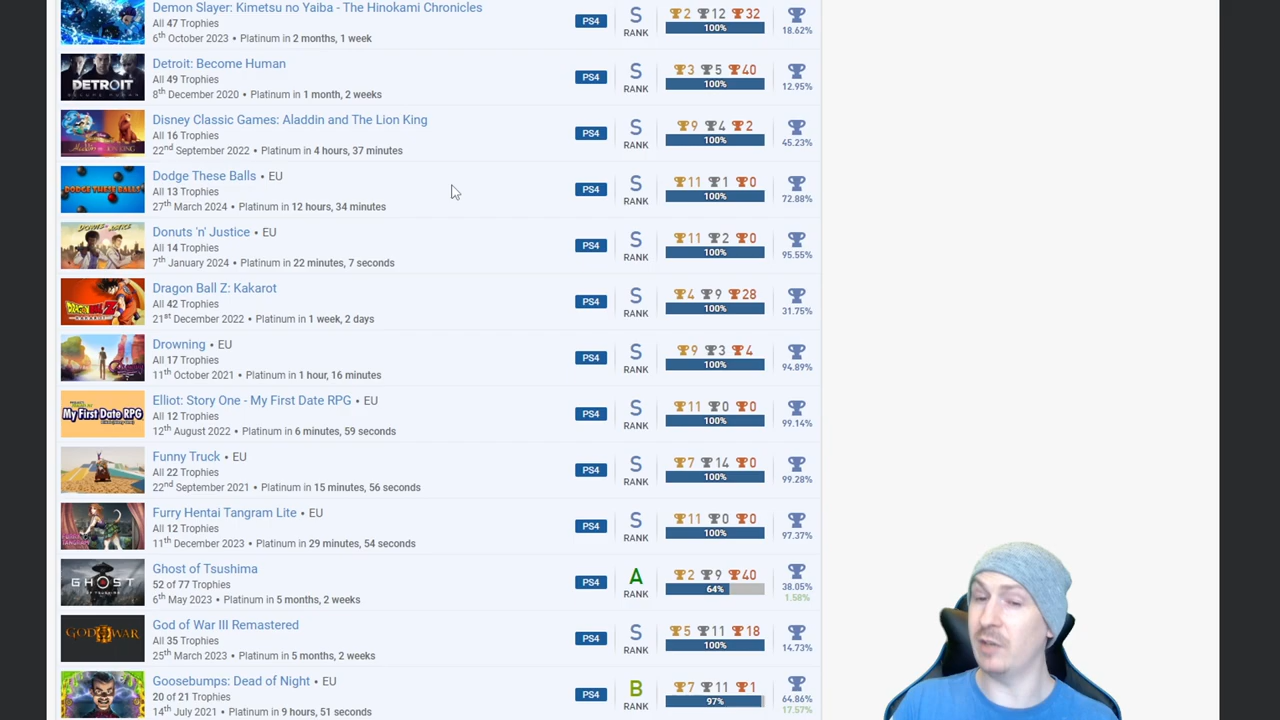 Demon Slayer: Kimetsu no Yaiba - The Hinokami Chronicles
All 47 Trophies
6th October 2023 • Platinum in 2 months, 1 week
PS4 S RANK 2 12 32 100% 18.62%
DETROIT
Detroit: Become Human
All 49 Trophies
8th December 2020 • Platinum in 1 month, 2 weeks
PS4 S RANK 3 5 40 100% 12.95%
Disney Classic Games: Aladdin and The Lion King
All 16 Trophies
22nd September 2022 • Platinum in 4 hours, 37 minutes
PS4 S RANK 9 4 2 100% 45.23%
DODGE THESE BALLS
Dodge These Balls • EU
All 13 Trophies
27th March 2024 • Platinum in 12 hours, 34 minutes
PS4 S RANK 11 1 0 100% 72.88%
Donuts 'n' Justice • EU
All 14 Trophies
7th January 2024 • Platinum in 22 minutes, 7 seconds
PS4 S RANK 11 2 0 100% 95.55%
Dragon Ball Z: Kakarot
All 42 Trophies
21st December 2022 • Platinum in 1 week, 2 days
PS4 S RANK 4 9 28 100% 31.75%
Drowning • EU
All 17 Trophies
11th October 2021 • Platinum in 1 hour, 16 minutes
PS4 S RANK 9 3 4 100% 94.89%
My First Date RPG
Elliot: Story One - My First Date RPG • EU
All 12 Trophies
12th August 2022 • Platinum in 6 minutes, 59 seconds
PS4 S RANK 11 0 0 100% 99.14%
Funny Truck • EU
All 22 Trophies
22nd September 2021 • Platinum in 15 minutes, 56 seconds
PS4 S RANK 7 14 0 100% 99.28%
Furry Hentai Tangram Lite • EU
All 12 Trophies
17th December 2023 • Platinum in 29 minutes, 54 seconds
PS4 S RANK 11 0 0 100% 97.37%
GHOST
Ghost of Tsushima
52 of 77 Trophies
6th May 2023 • Platinum in 5 months, 2 weeks
PS4 A RANK 2 9 40 64% 38.05% 1.58%
GOD WAR
God of War III Remastered
All 35 Trophies
25th March 2023 • Platinum in 5 months, 2 weeks
PS4 S RANK 5 11 18 100% 14.73%
Goosebumps: Dead of Night • EU
20 of 21 Trophies
14th July 2021 • Platinum in 9 hours, 51 seconds
PS4 B RANK 7 11 1 97% 64.86% 17.57%